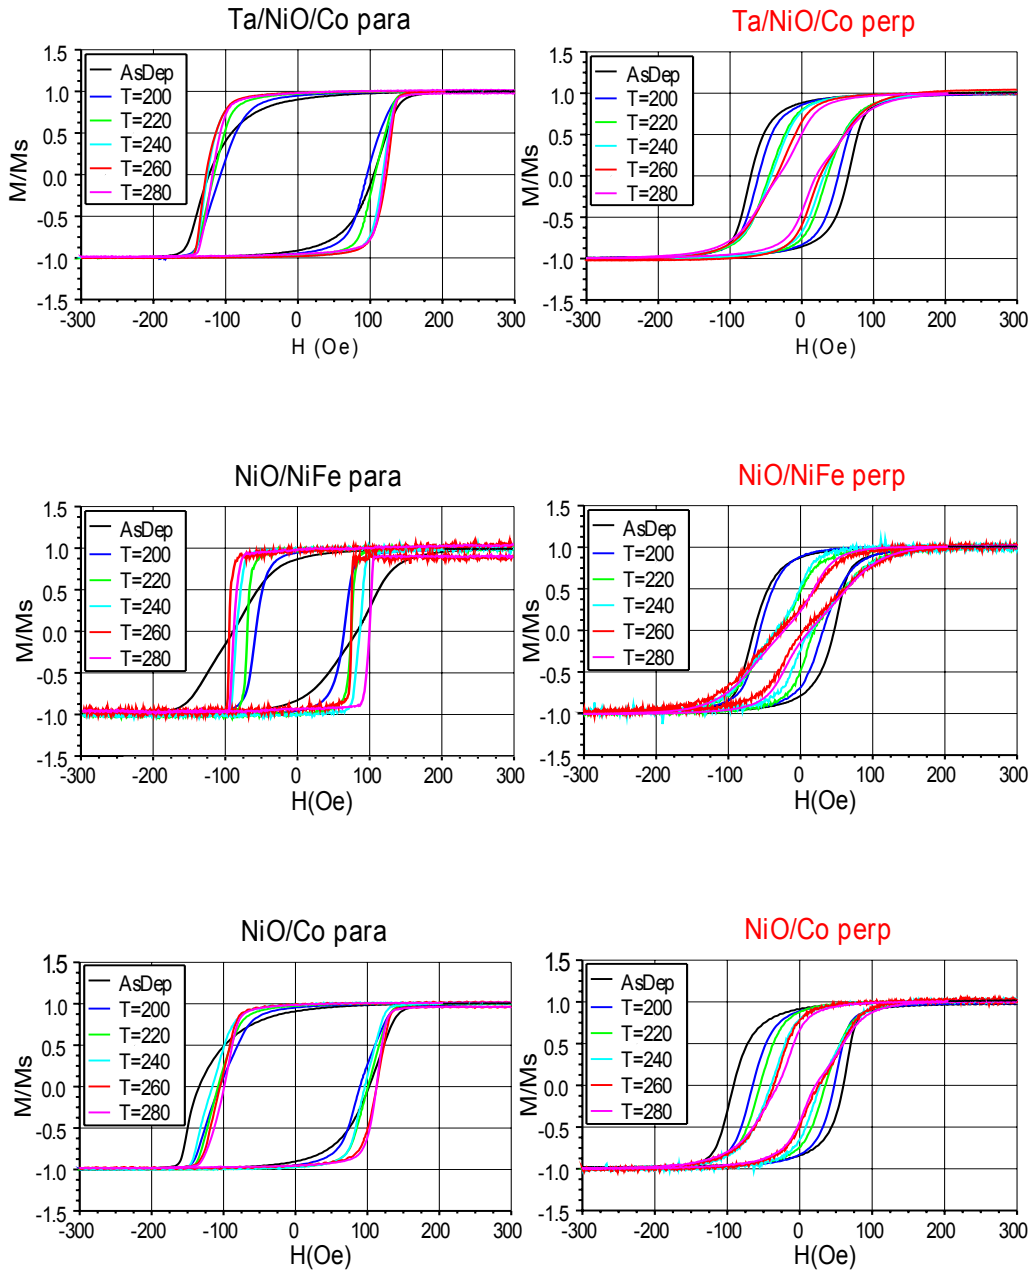 Ta/NiO/Co para
M/Ms
1.5
1.0
0.5
0.0
-0.5
-1.0
-1.5
AsDep
T=200
T=220
T=240
T=260
T=280
-300 -200 -100 0 100 200 300
H (Oe)
Ta/NiO/Co perp
M/Ms
1.5
1.0
0.5
0.0
-0.5
-1.0
-1.5
AsDep
T=200
T=220
T=240
T=260
T=280
-300 -200 -100 0 100 200 300
H(Oe)
NiO/NiFe para
M/Ms
1.5
1.0
0.5
0.0
-0.5
-1.0
-1.5
AsDep
T=200
T=220
T=240
T=260
T=280
-300 -200 -100 0 100 200 300
H(Oe)
NiO/NiFe perp
M/Ms
1.5
1.0
0.5
0.0
-0.5
-1.0
-1.5
AsDep
T=200
T=220
T=240
T=260
T=280
-300 -200 -100 0 100 200 300
H(Oe)
NiO/Co para
M/Ms
1.5
1.0
0.5
0.0
-0.5
-1.0
-1.5
AsDep
T=200
T=220
T=240
T=260
T=280
-300 -200 -100 0 100 200 300
H(Oe)
NiO/Co perp
M/Ms
1.5
1.0
0.5
0.0
-0.5
-1.0
-1.5
AsDep
T=200
T=220
T=240
T=260
T=280
-300 -200 -100 0 100 200 300
H(Oe)